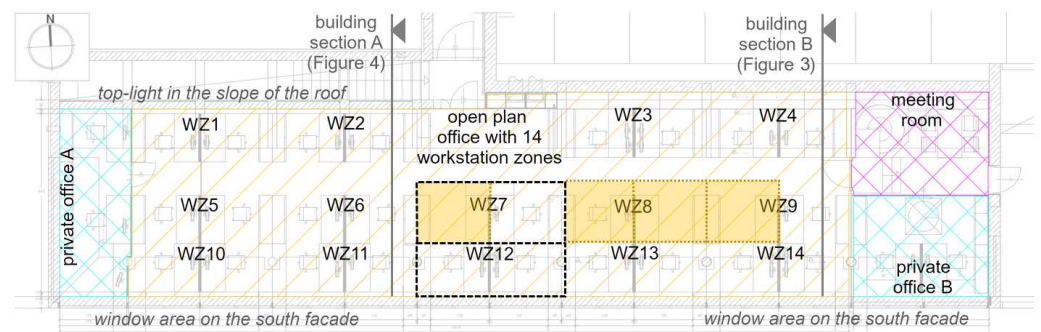 N
building
section A
(Figure 4)
building
section B
(Figure 3)
top-light in the slope of the roof
WZ1
WZ2
open plan
office with 14
workstation zones
WZ3
WZ4
meeting
room
private office A
WZ5
WZ6
WZ7
WZ8
WZ9
WZ10
WZ11
WZ12
WZ13
WZ14
private
office B
window area on the south facade
window area on the south facade